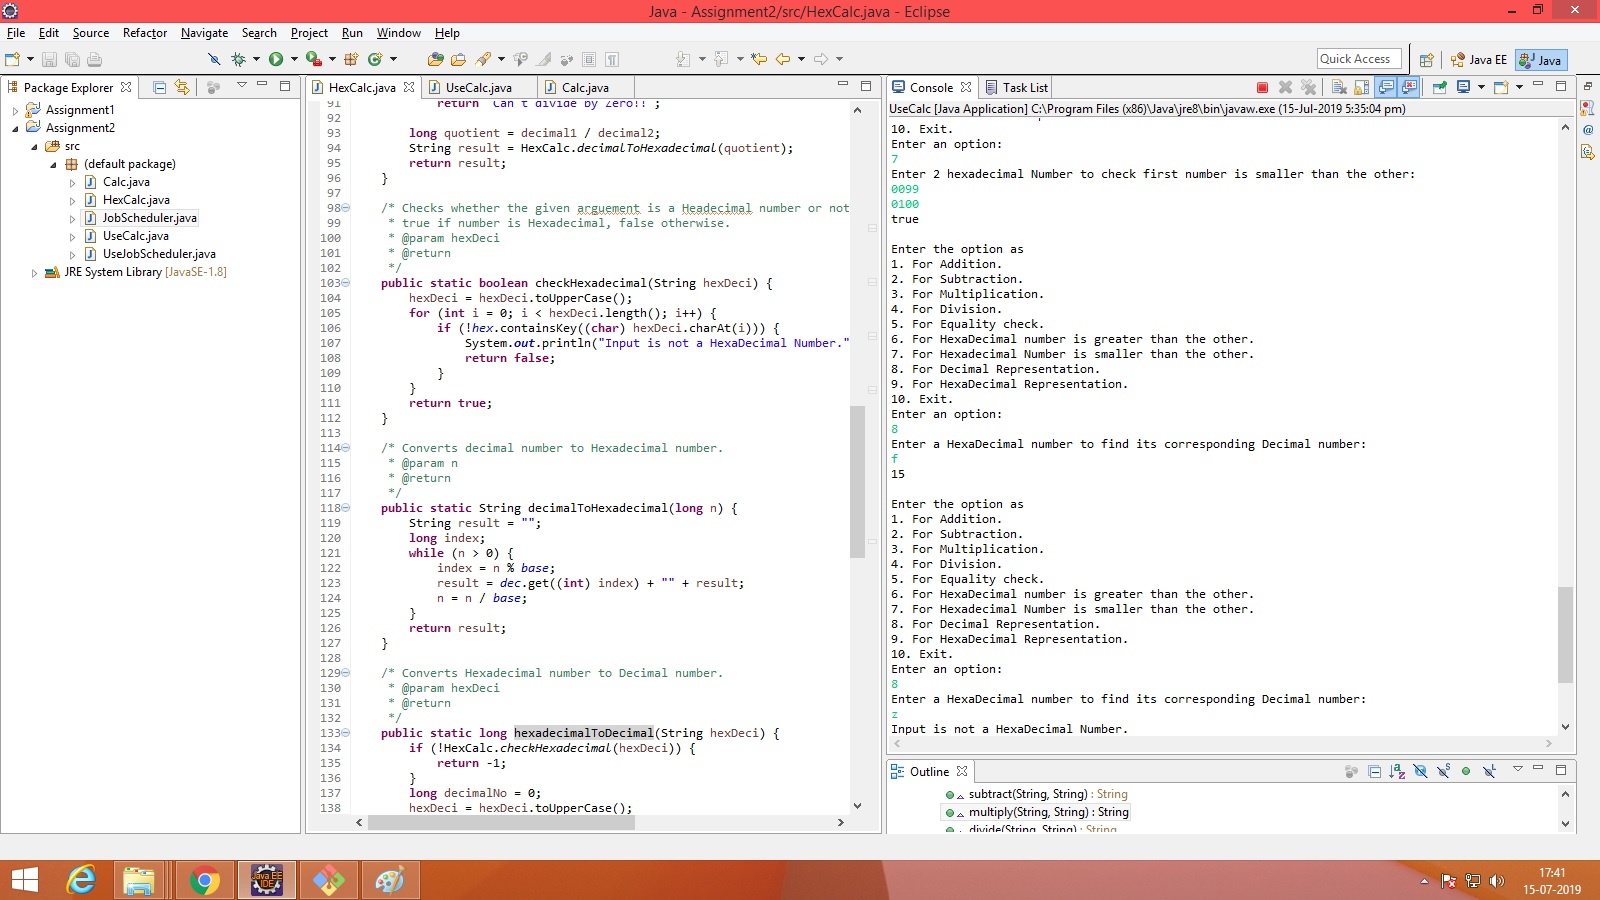 Java - Assignment2/src/HexCalc.java - Eclipse
File Edit Source Refactor Navigate Search Project Run Window Help
Quick Access
Java EE
Java
Package Explorer
Assignment1
Assignment2
src
(default package)
Calc.java
HexCalc.java
JobScheduler.java
UseCalc.java
UseJobScheduler.java
JRE System Library [JavaSE-1.8]
HexCalc.java UseCalc.java Calc.java
91 return "Can't divide by Zero!!";
92
93 long quotient = decimal1 / decimal2;
94 String result = HexCalc.decimalToHexadecimal(quotient);
95 return result;
96 }
97
98 /* Checks whether the given arguement is a Headecimal number or not
99 * true if number is Hexadecimal, false otherwise.
100 * @param hexDeci
101 * @return
102 */
103 public static boolean checkHexadecimal(String hexDeci) {
104 hexDeci = hexDeci.toUpperCase();
105 for (int i = 0; i < hexDeci.length(); i++) {
106 if (!hex.containsKey((char) hexDeci.charAt(i))) {
107 System.out.println("Input is not a HexaDecimal Number."
108 return false;
109 }
110 }
111 return true;
112 }
113
114 /* Converts decimal number to Hexadecimal number.
115 * @param n
116 * @return
117 */
118 public static String decimalToHexadecimal(long n) {
119 String result = "";
120 long index;
121 while (n > 0) {
122 index = n % base;
123 result = dec.get((int) index) + "" + result;
124 n = n / base;
125 }
126 return result;
127 }
128
129 /* Converts Hexadecimal number to Decimal number.
130 * @param hexDeci
131 * @return
132 */
133 public static long hexadecimalToDecimal(String hexDeci) {
134 if (!HexCalc.checkHexadecimal(hexDeci)) {
135 return -1;
136 }
137 long decimalNo = 0;
138 hexDeci = hexDeci.toUpperCase();
Console Task List
UseCalc [Java Application] C:\Program Files (x86)\Java\jre8\bin\javaw.exe (15-Jul-2019 5:35:04 pm)
10. Exit.
Enter an option:
7
Enter 2 hexadecimal Number to check first number is smaller than the other:
0099
0100
true
Enter the option as
1. For Addition.
2. For Subtraction.
3. For Multiplication.
4. For Division.
5. For Equality check.
6. For HexaDecimal number is greater than the other.
7. For Hexadecimal Number is smaller than the other.
8. For Decimal Representation.
9. For HexaDecimal Representation.
10. Exit.
Enter an option:
8
Enter a HexaDecimal number to find its corresponding Decimal number:
f
15
Enter the option as
1. For Addition.
2. For Subtraction.
3. For Multiplication.
4. For Division.
5. For Equality check.
6. For HexaDecimal number is greater than the other.
7. For Hexadecimal Number is smaller than the other.
8. For Decimal Representation.
9. For HexaDecimal Representation.
10. Exit.
Enter an option:
8
Enter a HexaDecimal number to find its corresponding Decimal number:
z
Input is not a HexaDecimal Number.
Outline
subtract(String, String) : String
multiply(String, String) : String
divide(String, String) : String
Java EE
IDE
17:41
15-07-2019